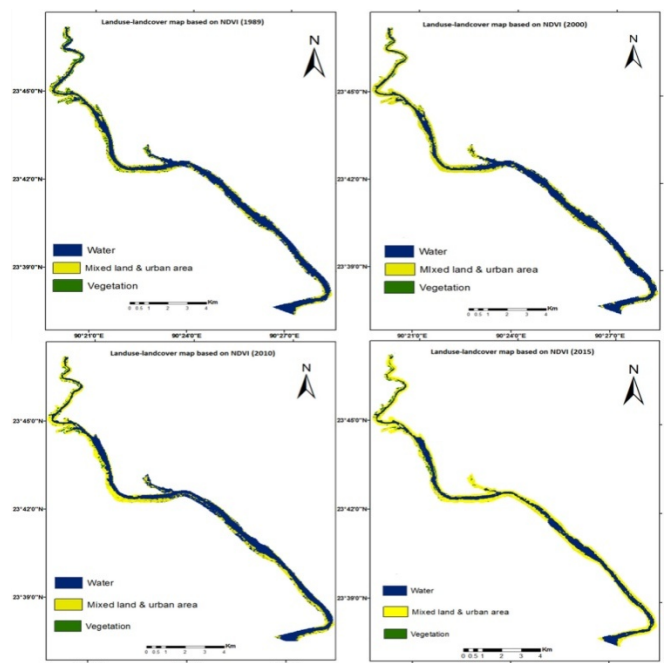 Landuse-landcover map based on NDVI (1989)
N
23°45'0"N
23°42'0"N
23°39'0"N
Water
Mixed land & urban area
Vegetation
0 0.5 1 2 3 4 Km
90°21'0"E 90°24'0"E 90°27'0"E
Landuse-landcover map based on NDVI (2000)
N
23°45'0"N
23°42'0"N
23°39'0"N
Water
Mixed land & urban area
Vegetation
0 0.5 1 2 3 4 Km
90°21'0"E 90°24'0"E 90°27'0"E
Landuse-landcover map based on NDVI (2010)
N
23°45'0"N
23°42'0"N
23°39'0"N
Water
Mixed land & urban area
Vegetation
0 0.5 1 2 3 4 Km
Landuse-landcover map based on NDVI (2015)
N
23°45'0"N
23°42'0"N
23°39'0"N
Water
Mixed land & urban area
Vegetation
0 0.5 1 2 3 4 Km